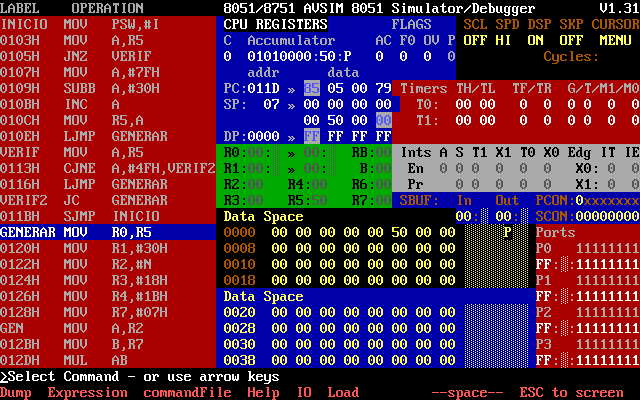 LABEL OPERATION 8051/8751 AVSIM 8051 Simulator/Debugger V1.31
INICIO MOV PSW,#I CPU REGISTERS FLAGS SCL SPD DSP SKP CURSOR
0103H MOV A,R5 C Accumulator AC F0 OV P OFF HI ON OFF MENU
0105H JNZ VERIF 0 01010000:50:P 0 0 0 0 Cycles:
0107H MOV A,#7FH addr data
0109H SUBB A,#30H PC:011D » 85 05 00 79 Timers TH/TL TF/TR G/T/M1/M0
010BH INC A SP: 07 » 00 00 00 00 T0: 00 00 0 0 0 0 0 0
010CH MOV R5,A 00 50 00 00 T1: 00 00 0 0 0 0 0 0
010EH LJMP GENERAR DP:0000 » FF FF FF FF
VERIF MOV A,R5 R0:00: » 00: RB:00: Ints A S T1 X1 T0 X0 Edg IT IE
0113H CJNE A,#4FH,VERIF2 R1:00: » 00: B:00: En 0 0 0 0 0 0 X0: 0 0
0116H LJMP GENERAR R2:00: R4:00: R6:00: Pr 0 0 0 0 0 X1: 0 0
VERIF2 JC GENERAR R3:00: R5:50: R7:00: SBUF: In Out PCON:0xxxxxxx
011BH SJMP INICIO Data Space 00: 00: SCON:00000000
GENERAR MOV R0,R5 0000 00 00 00 00 00 50 00 00 P Ports
0120H MOV R1,#30H 0008 00 00 00 00 00 00 00 00 P0 11111111
0122H MOV R2,#N 0010 00 00 00 00 00 00 00 00 FF: :11111111
0124H MOV R3,#18H 0018 00 00 00 00 00 00 00 00 P1 11111111
0126H MOV R4,#1BH Data Space FF: :11111111
0128H MOV R7,#07H 0020 00 00 00 00 00 00 00 00 P2 11111111
GEN MOV A,R2 0028 00 00 00 00 00 00 00 00 FF: :11111111
012BH MOV B,R7 0030 00 00 00 00 00 00 00 00 P3 11111111
012DH MUL AB 0038 00 00 00 00 00 00 00 00 FF: :11111111
>Select Command - or use arrow keys
Dump Expression commandFile Help IO Load --space-- ESC to screen